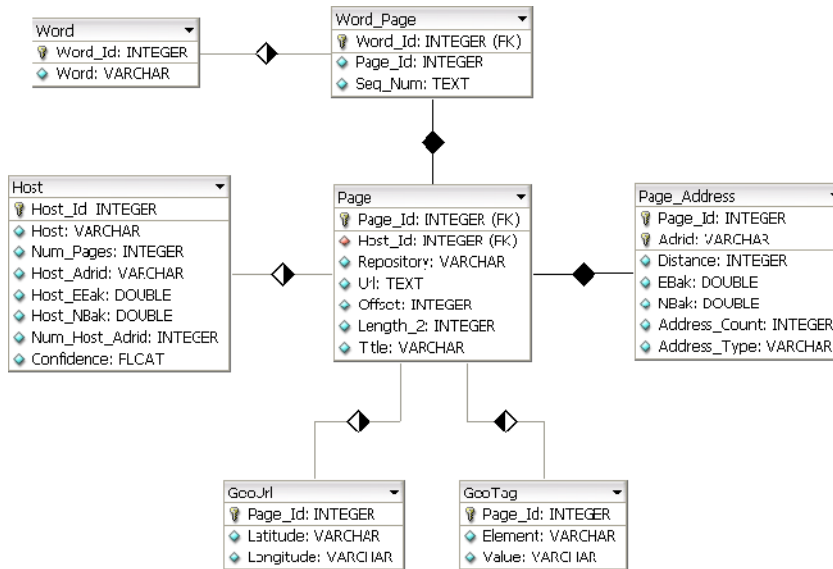 Word
Word_Id: INTEGER
Word: VARCHAR
Word_Page
Word_Id: INTEGER (FK)
Page_Id: INTEGER
Seq_Num: TEXT
Host
Host_Id INTEGER
Host: VARCHAR
Num_Pages: INTEGER
Host_Adrid: VARCHAR
Host_EEak: DOUBLE
Host_NBak: DOUBLE
Num_Host_Adrid: INTEGER
Confidence: FLCAT
Page
Page_Id: INTEGER (FK)
Host_Id: INTEGER (FK)
Repository: VARCHAR
Url: TEXT
Offset: INTEGER
Length_2: INTEGER
Title: VARCHAR
Page_Address
Page_Id: INTEGER
Adrid: VARCHAR
Distance: INTEGER
EBak: DOUBLE
NBak: DOUBLE
Address_Count: INTEGER
Address_Type: VARCHAR
GeoUrl
Page_Id: INTEGER
Latitude: VARCHAR
Longitude: VARCHAR
GeoTag
Page_Id: INTEGER
Element: VARCHAR
Value: VARCHAR